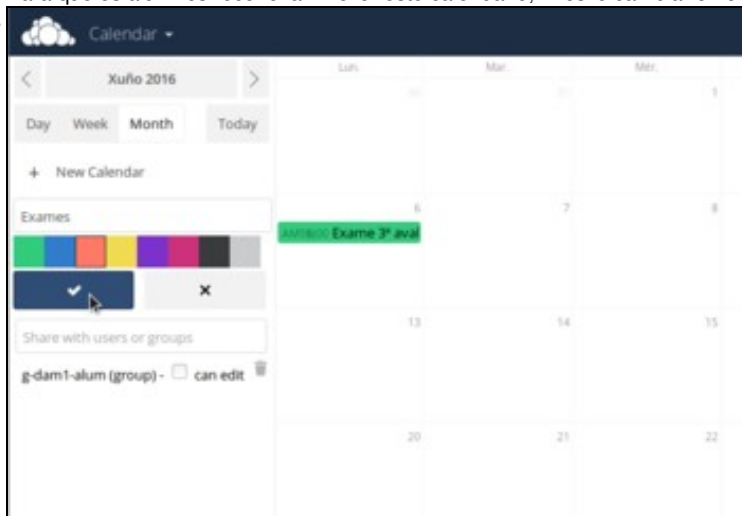 Calendar
Xuño 2016
Day Week Month Today
+ New Calendar
Exames
Share with users or groups
g-dam1-alum (group) - can edit
Lun. Mar. Mér.
1
6 7 8
Exame 3ª aval
13 14 15
20 21 22